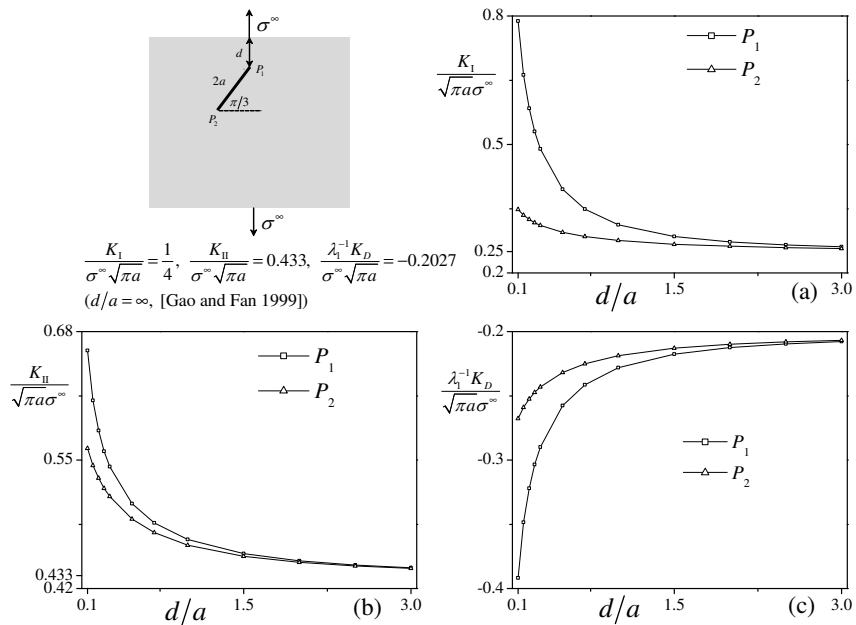 σ^∞
d
P_1
2a
π/3
P_2
σ^∞
K_I/(σ^∞√(πa)) = 1/4, K_II/(σ^∞√(πa)) = 0.433, λ_1^{-1}K_D/(σ^∞√(πa)) = −0.2027
(d/a = ∞, [Gao and Fan 1999])
0.8
K_I/(√(πa)σ^∞)
P_1
P_2
0.5
0.25
0.2
0.1 1.5 3.0
d/a (a)
0.68
K_II/(√(πa)σ^∞)
P_1
P_2
0.55
0.433
0.42
0.1 1.5 3.0
d/a (b)
-0.2
λ_1^{-1}K_D/(√(πa)σ^∞)
P_1
P_2
-0.3
-0.4
0.1 1.5 3.0
d/a (c)